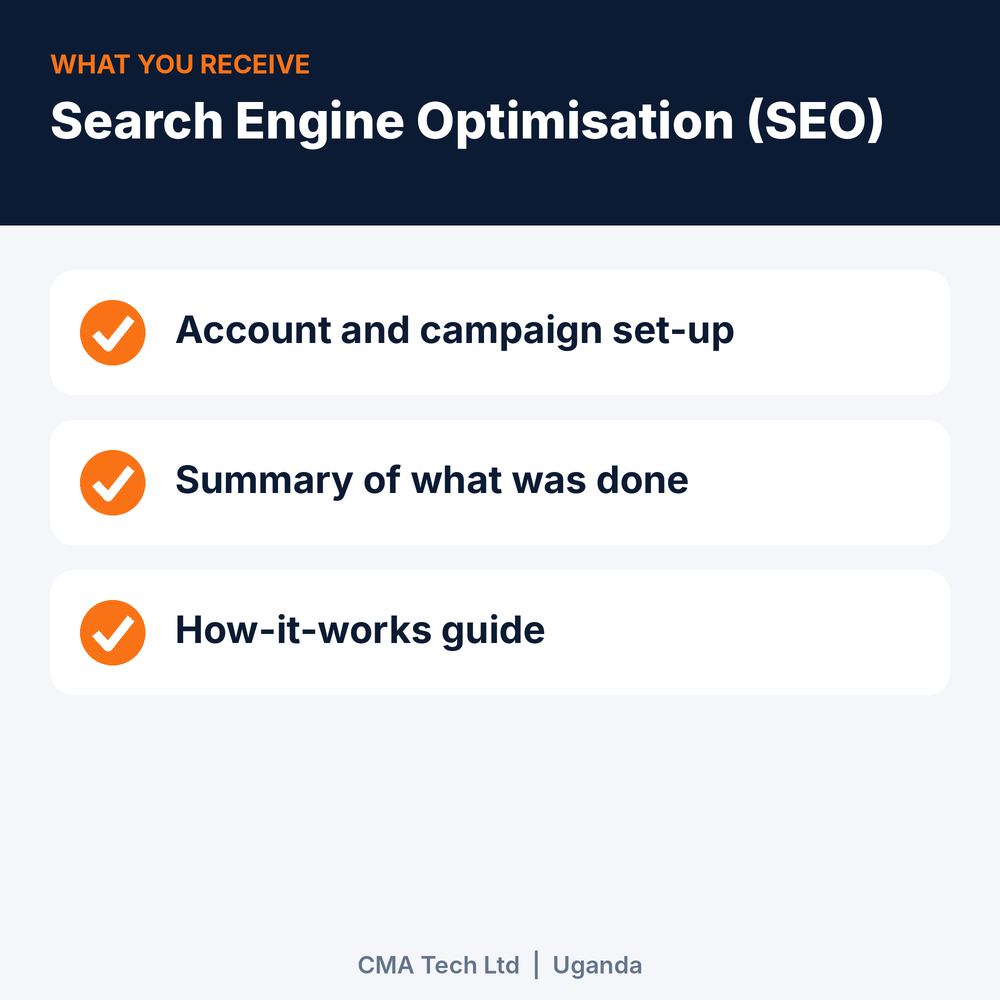 WHAT YOU RECEIVE
Search Engine Optimisation (SEO)
Account and campaign set-up
Summary of what was done
How-it-works guide
CMA Tech Ltd | Uganda